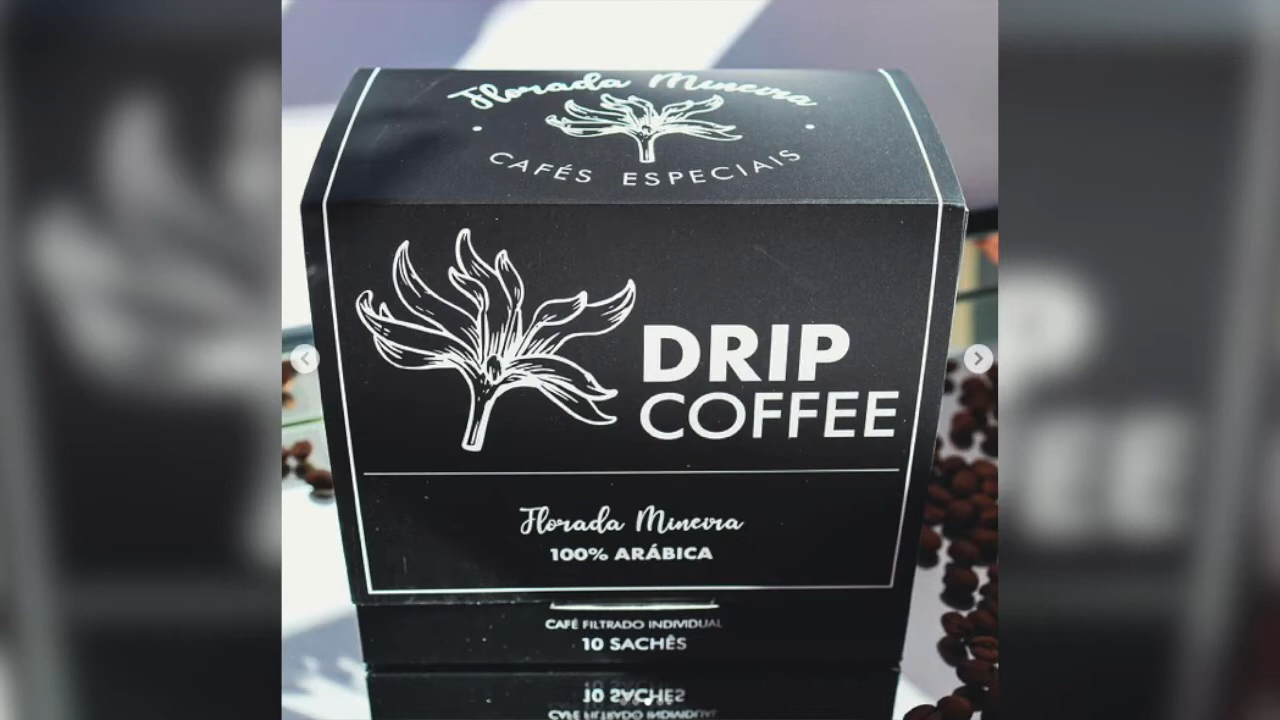 Florada Mineira
CAFÉS ESPECIAIS
DRIP
COFFEE
Florada Mineira
100% ARÁBICA
CAFÉ FILTRADO INDIVIDUAL
10 SACHÊS